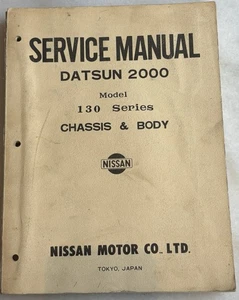 SERVICE MANUAL
DATSUN 2000
Model
130 Series
CHASSIS & BODY
NISSAN
NISSAN MOTOR CO., LTD.
TOKYO, JAPAN